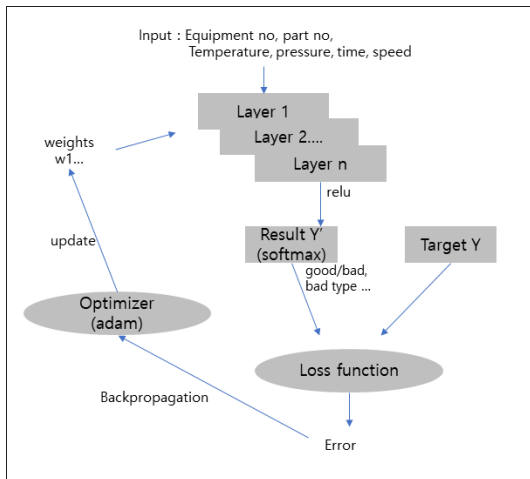 Input : Equipment no, part no,
Temperature, pressure, time, speed
Layer 1
Layer 2....
Layer n
weights
w1...
relu
update
Result Y'
(softmax)
Target Y
good/bad,
bad type ...
Optimizer
(adam)
Loss function
Backpropagation
Error